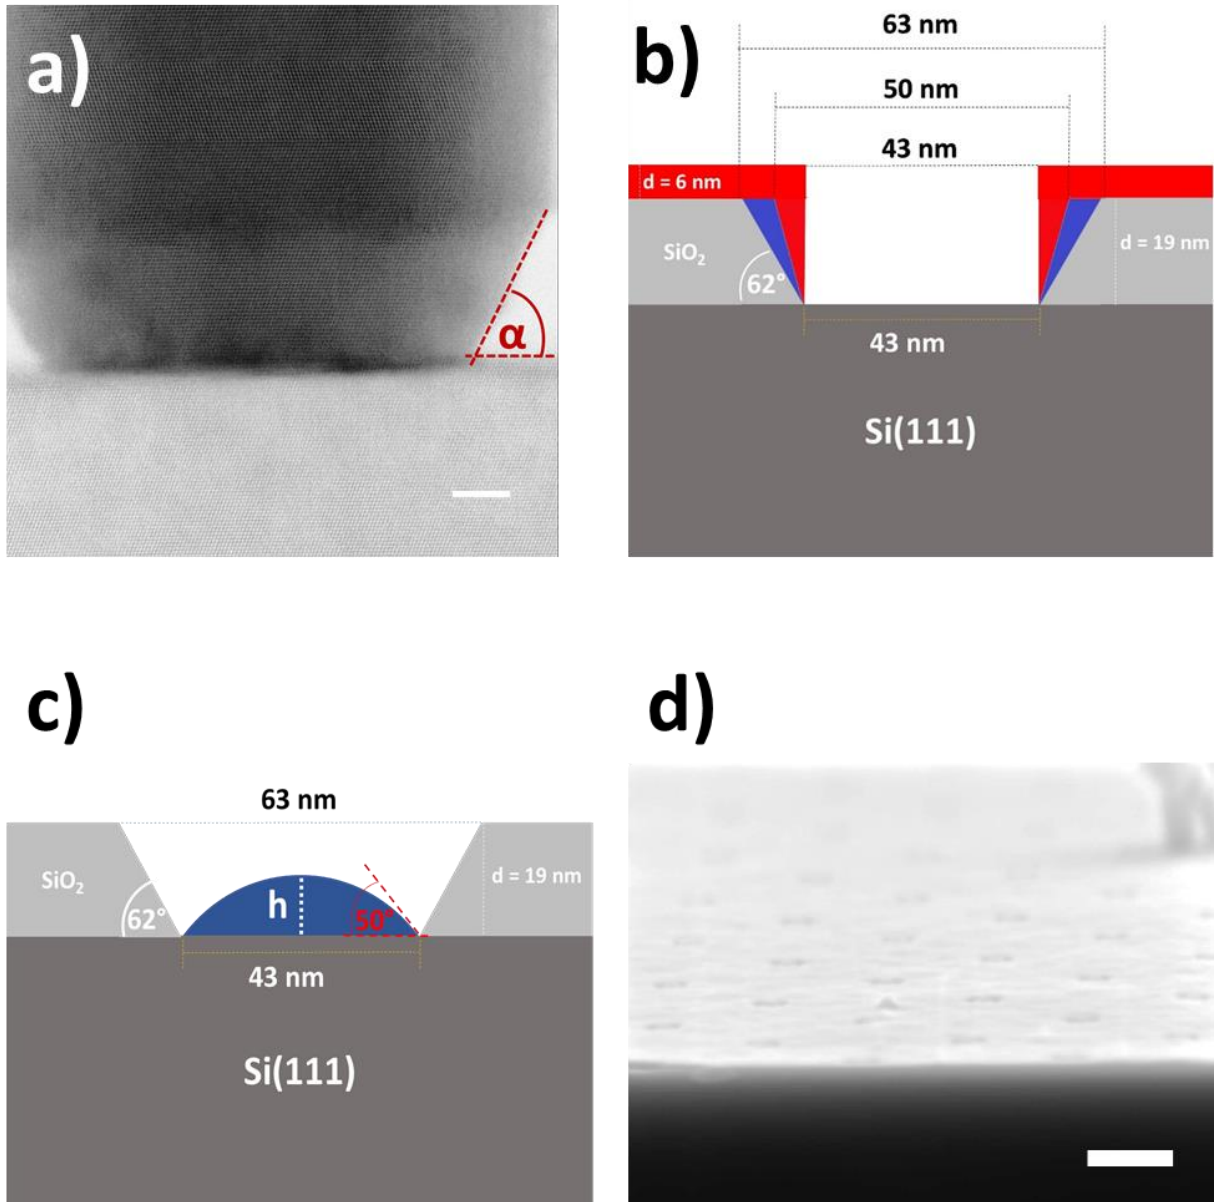 a)
α
b)
63 nm
50 nm
43 nm
d = 6 nm
SiO2
62°
d = 19 nm
43 nm
Si(111)
c)
63 nm
SiO2
62°
h
50°
d = 19 nm
43 nm
Si(111)
d)